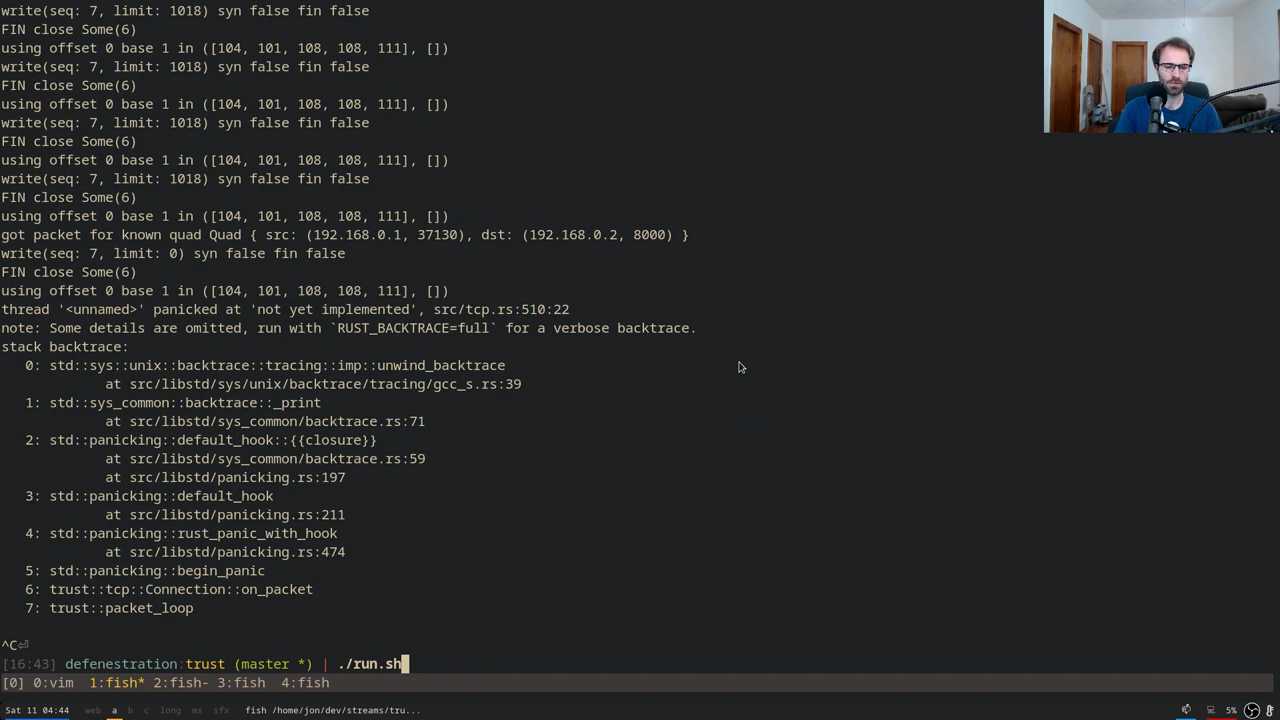 write(seq: 7, limit: 1018) syn false fin false
FIN close Some(6)
using offset 0 base 1 in ([104, 101, 108, 108, 111], [])
write(seq: 7, limit: 1018) syn false fin false
FIN close Some(6)
using offset 0 base 1 in ([104, 101, 108, 108, 111], [])
write(seq: 7, limit: 1018) syn false fin false
FIN close Some(6)
using offset 0 base 1 in ([104, 101, 108, 108, 111], [])
write(seq: 7, limit: 1018) syn false fin false
FIN close Some(6)
using offset 0 base 1 in ([104, 101, 108, 108, 111], [])
got packet for known quad Quad { src: (192.168.0.1, 37130), dst: (192.168.0.2, 8000) }
write(seq: 7, limit: 0) syn false fin false
FIN close Some(6)
using offset 0 base 1 in ([104, 101, 108, 108, 111], [])
thread '<unnamed>' panicked at 'not yet implemented', src/tcp.rs:510:22
note: Some details are omitted, run with `RUST_BACKTRACE=full` for a verbose backtrace.
stack backtrace:
   0: std::sys::unix::backtrace::tracing::imp::unwind_backtrace
             at src/libstd/sys/unix/backtrace/tracing/gcc_s.rs:39
   1: std::sys_common::backtrace::_print
             at src/libstd/sys_common/backtrace.rs:71
   2: std::panicking::default_hook::{{closure}}
             at src/libstd/sys_common/backtrace.rs:59
             at src/libstd/panicking.rs:197
   3: std::panicking::default_hook
             at src/libstd/panicking.rs:211
   4: std::panicking::rust_panic_with_hook
             at src/libstd/panicking.rs:474
   5: std::panicking::begin_panic
   6: trust::tcp::Connection::on_packet
   7: trust::packet_loop
^C⏎
[16:43] defenestration:trust (master *) | ./run.sh
[0] 0:vim  1:fish* 2:fish- 3:fish  4:fish
Sat 11 04:44 web a b c long mx sfx fish /home/jon/dev/streams/tru... 5%